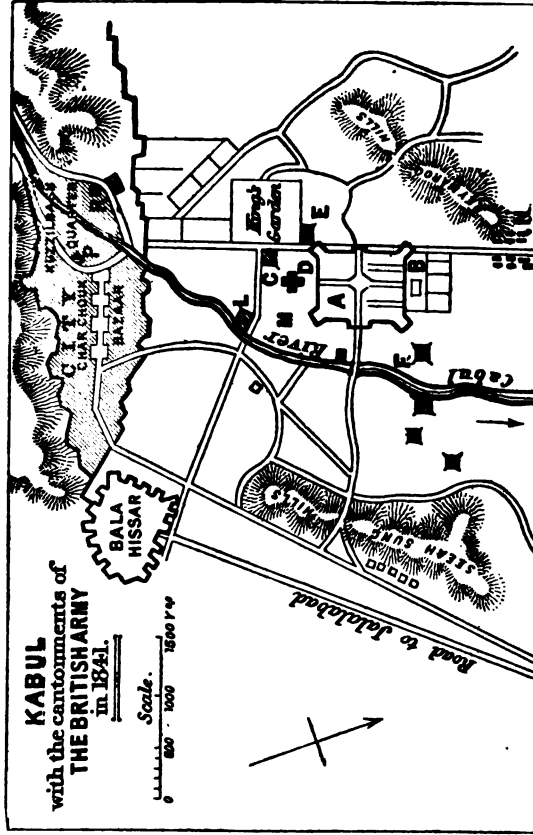 KABUL
with the cantonments of
THE BRITISH ARMY
in 1841.
Scale.
0 500 1000 1500 Yds
Road to Jalalabad
BALA
HISSAR
CITY
CHAR CHOUK
BAZAAR
KUZZILBASH
QUARTER
P
L
River
Cabul
King's
Garden
C
D
E
M
A
B
F
HILLS
SEEAH SUNG
HILLS